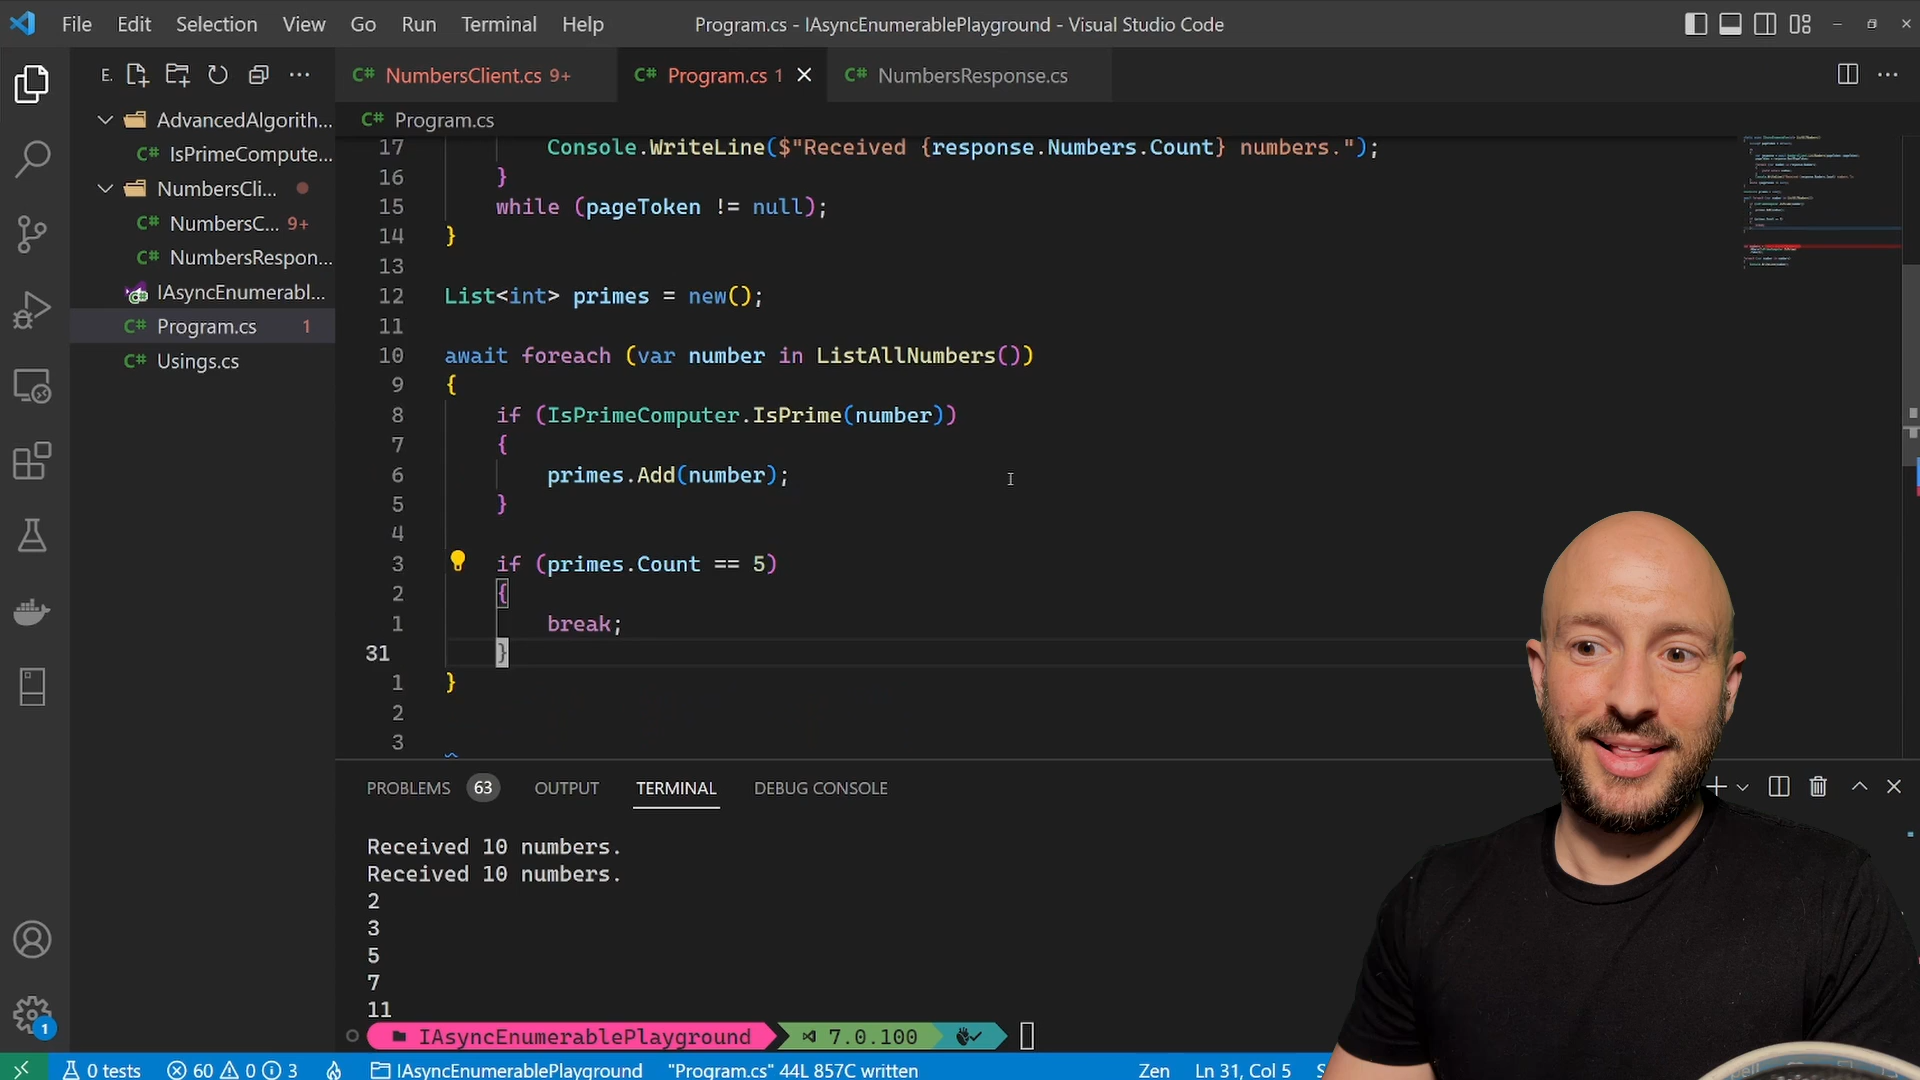 File Edit Selection View Go Run Terminal Help
Program.cs - IAsyncEnumerablePlayground - Visual Studio Code
E.
C# NumbersClient.cs 9+
C# Program.cs 1
C# NumbersResponse.cs
AdvancedAlgorith...
C# IsPrimeCompute...
NumbersCli...
C# NumbersC... 9+
C# NumbersRespon...
IAsyncEnumerabl...
C# Program.cs 1
C# Usings.cs
C# Program.cs
17 Console.WriteLine($"Received {response.Numbers.Count} numbers.");
16 }
15 while (pageToken != null);
14 }
13
12 List<int> primes = new();
11
10 await foreach (var number in ListAllNumbers())
9 {
8 if (IsPrimeComputer.IsPrime(number))
7 {
6 primes.Add(number);
5 }
4
3 if (primes.Count == 5)
2 {
1 break;
31 }
1 }
2
3
PROBLEMS 63 OUTPUT TERMINAL DEBUG CONSOLE
Received 10 numbers.
Received 10 numbers.
2
3
5
7
11
IAsyncEnumerablePlayground 7.0.100
1
0 tests 60 0 3 IAsyncEnumerablePlayground "Program.cs" 44L 857C written Zen Ln 31, Col 5